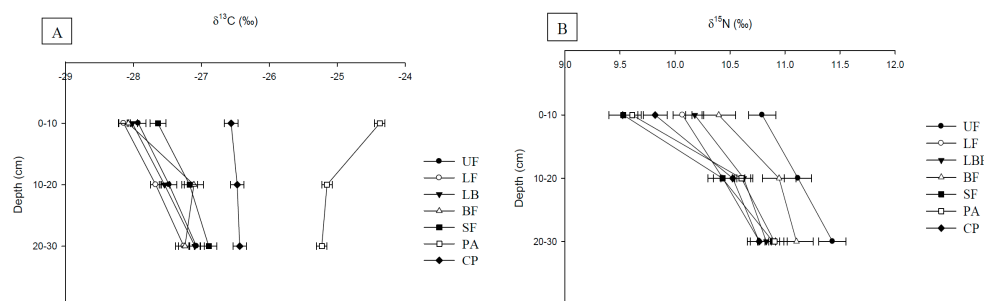 A
δ13C (‰)
-29 -28 -27 -26 -25 -24
Depth (cm)
0-10
10-20
20-30
UF
LF
LB
BF
SF
PA
CP
B
δ15N (‰)
9.0 9.5 10.0 10.5 11.0 11.5 12.0
Depth (cm)
0-10
10-20
20-30
UF
LF
LBF
BF
SF
PA
CP